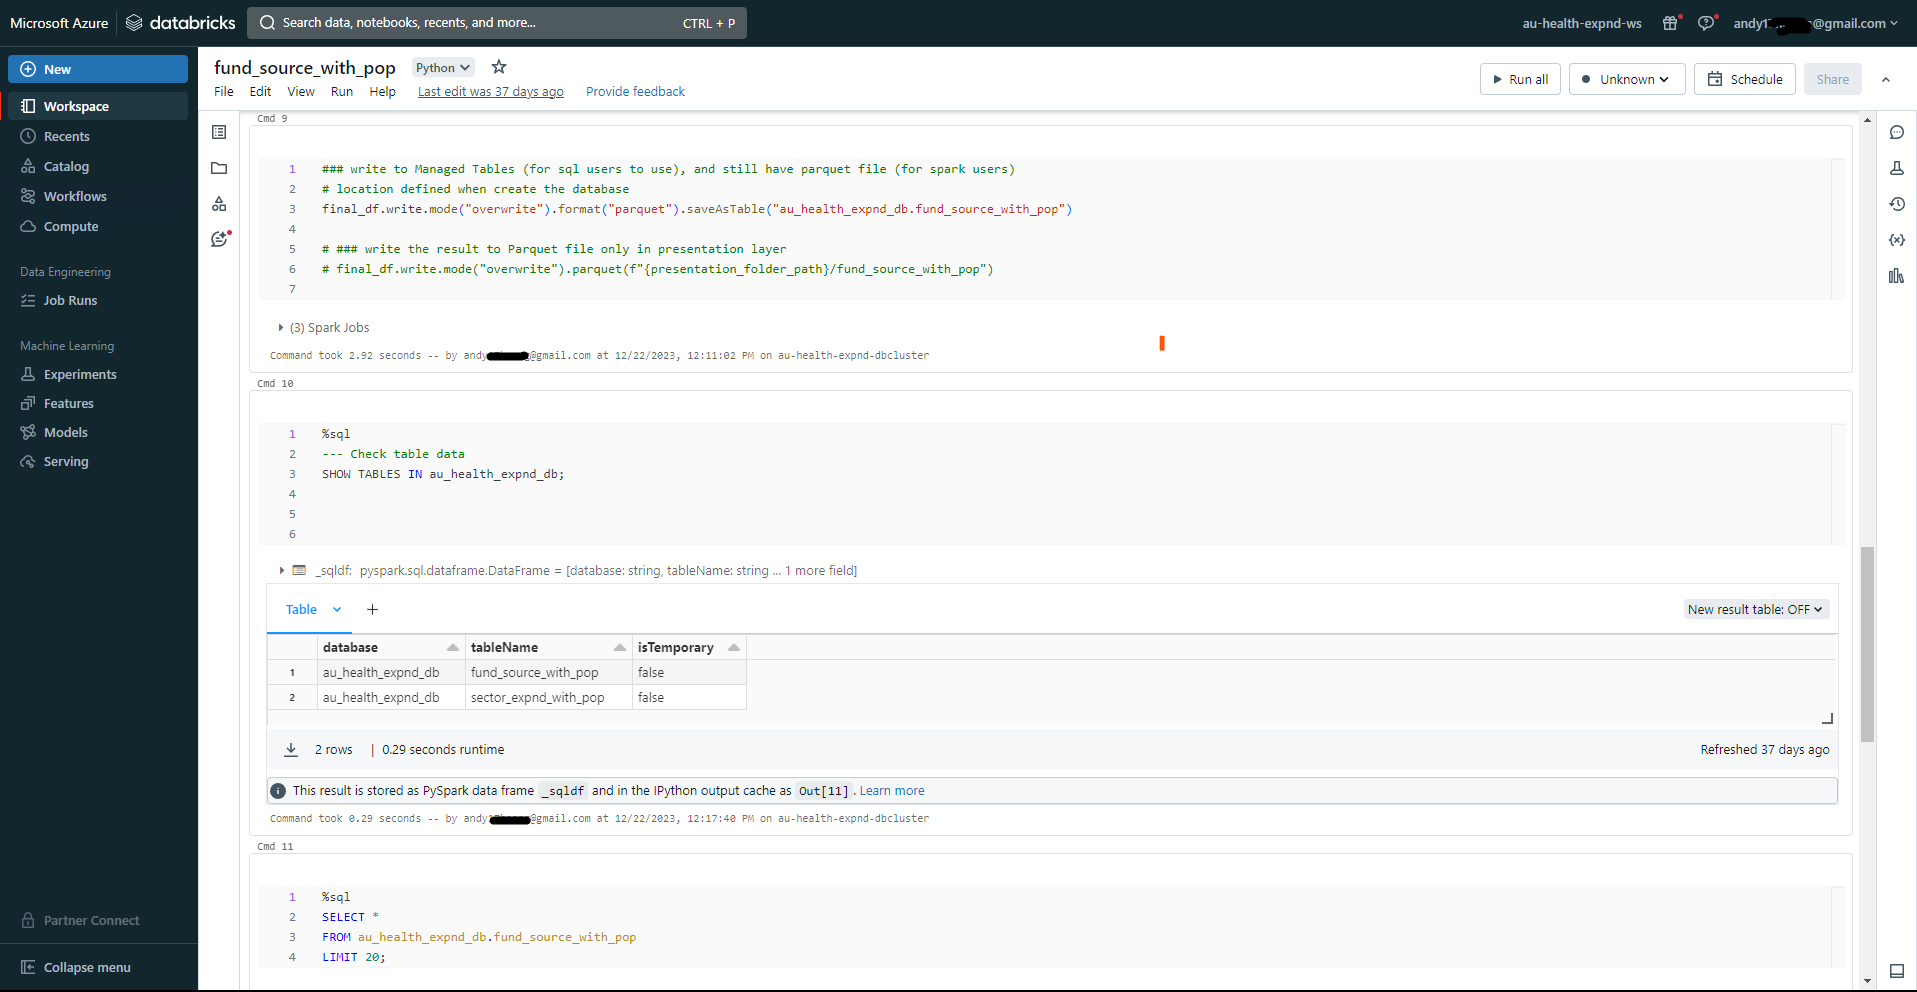 Microsoft Azure databricks Search data, notebooks, recents, and more... CTRL + P au-health-expnd-ws @gmail.com
New
Workspace
Recents
Catalog
Workflows
Compute
Data Engineering
Job Runs
Machine Learning
Experiments
Features
Models
Serving
Partner Connect
Collapse menu
fund_source_with_pop Python
File Edit View Run Help Last edit was 37 days ago Provide feedback
Run all Unknown Schedule Share
Cmd 9
1 ### write to Managed Tables (for sql users to use), and still have parquet file (for spark users)
2 # location defined when create the database
3 final_df.write.mode("overwrite").format("parquet").saveAsTable("au_health_expnd_db.fund_source_with_pop")
4
5 # ### write the result to Parquet file only in presentation layer
6 # final_df.write.mode("overwrite").parquet(f"{presentation_folder_path}/fund_source_with_pop")
7
(3) Spark Jobs
Command took 2.92 seconds -- by andy @gmail.com at 12/22/2023, 12:11:02 PM on au-health-expnd-dbcluster
Cmd 10
1 %sql
2 --- Check table data
3 SHOW TABLES IN au_health_expnd_db;
4
5
6
_sqldf: pyspark.sql.dataframe.DataFrame = [database: string, tableName: string ... 1 more field]
Table + New result table: OFF
database tableName isTemporary
1 au_health_expnd_db fund_source_with_pop false
2 au_health_expnd_db sector_expnd_with_pop false
2 rows | 0.29 seconds runtime Refreshed 37 days ago
This result is stored as PySpark data frame _sqldf and in the IPython output cache as Out[11]. Learn more
Command took 0.29 seconds -- by andy @gmail.com at 12/22/2023, 12:17:40 PM on au-health-expnd-dbcluster
Cmd 11
1 %sql
2 SELECT *
3 FROM au_health_expnd_db.fund_source_with_pop
4 LIMIT 20;